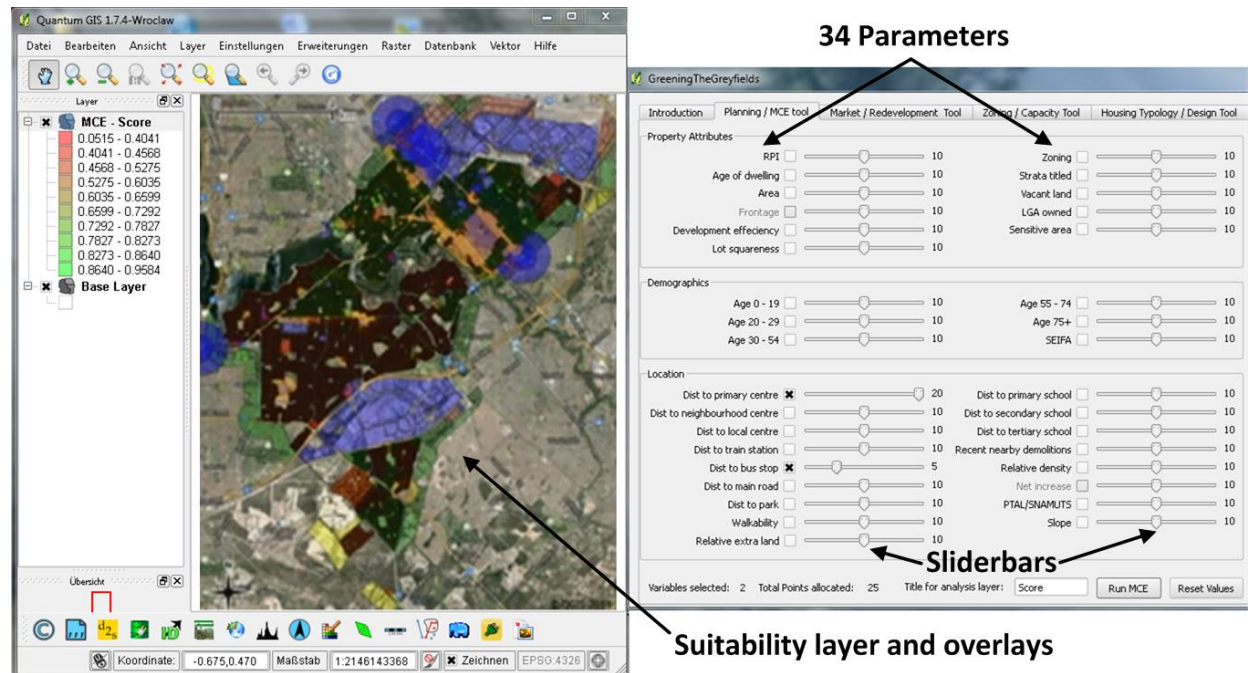 34 Parameters
Quantum GIS 1.7.4-Wroclaw
Datei Bearbeiten Ansicht Layer Einstellungen Erweiterungen Raster Datenbank Vektor Hilfe
Layer
MCE - Score
0.0515 - 0.4041
0.4041 - 0.4568
0.4568 - 0.5275
0.5275 - 0.6035
0.6035 - 0.6599
0.6599 - 0.7292
0.7292 - 0.7827
0.7827 - 0.8273
0.8273 - 0.8640
0.8640 - 0.9584
Base Layer
Übersicht
Koordinate: -0.675,0.470 Maßstab 1:2146143368 Zeichnen EPSG:4326
GreeningTheGreyfields
Introduction Planning / MCE tool Market / Redevelopment Tool Zoning / Capacity Tool Housing Typology / Design Tool
Property Attributes
RPI 10 Zoning 10
Age of dwelling 10 Strata titled 10
Area 10 Vacant land 10
Frontage 10 LGA owned 10
Development effeciency 10 Sensitive area 10
Lot squareness 10
Demographics
Age 0 - 19 10 Age 55 - 74 10
Age 20 - 29 10 Age 75+ 10
Age 30 - 54 10 SEIFA 10
Location
Dist to primary centre 20 Dist to primary school 10
Dist to neighbourhood centre 10 Dist to secondary school 10
Dist to local centre 10 Dist to tertiary school 10
Dist to train station 10 Recent nearby demolitions 10
Dist to bus stop 5 Relative density 10
Dist to main road 10 Net increase 10
Dist to park 10 PTAL/SNAMUTS 10
Walkability 10 Slope 10
Relative extra land 10
Sliderbars
Variables selected: 2 Total Points allocated: 25 Title for analysis layer: Score Run MCE Reset Values
Suitability layer and overlays